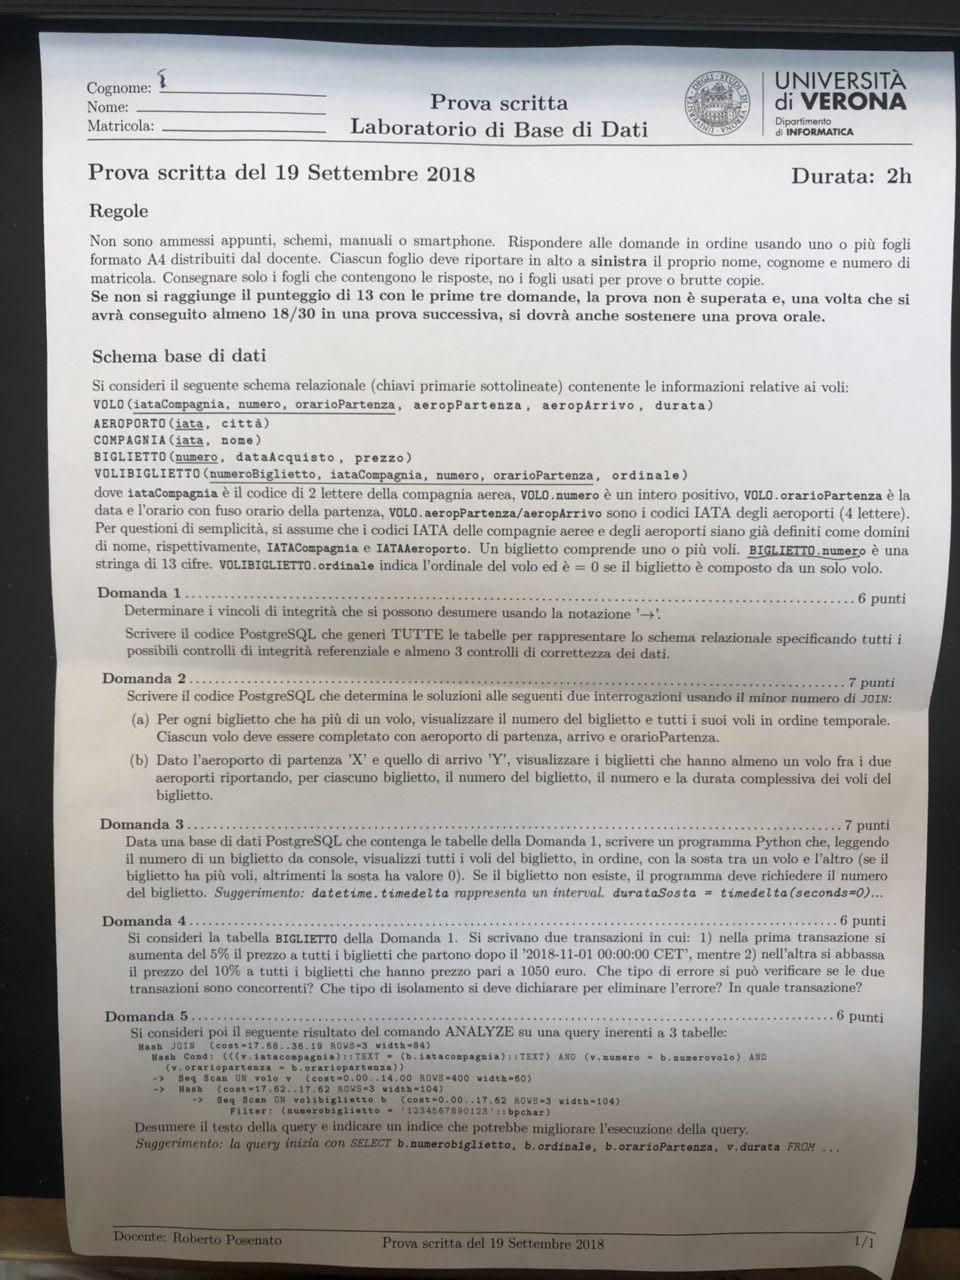 Cognome:
Nome:
Matricola:
Prova scritta
Laboratorio di Base di Dati
UNIVERSITÀ
di VERONA
Dipartimento
di INFORMATICA
Prova scritta del 19 Settembre 2018 Durata: 2h
Regole
Non sono ammessi appunti, schemi, manuali o smartphone. Rispondere alle domande in ordine usando uno o più fogli
formato A4 distribuiti dal docente. Ciascun foglio deve riportare in alto a sinistra il proprio nome, cognome e numero di
matricola. Consegnare solo i fogli che contengono le risposte, no i fogli usati per prove o brutte copie.
Se non si raggiunge il punteggio di 13 con le prime tre domande, la prova non è superata e, una volta che si
avrà conseguito almeno 18/30 in una prova successiva, si dovrà anche sostenere una prova orale.
Schema base di dati
Si consideri il seguente schema relazionale (chiavi primarie sottolineate) contenente le informazioni relative ai voli:
VOLO(iataCompagnia, numero, orarioPartenza, aeropPartenza, aeropArrivo, durata)
AEROPORTO(iata, città)
COMPAGNIA(iata, nome)
BIGLIETTO(numero, dataAcquisto, prezzo)
VOLIBIGLIETTO(numeroBiglietto, iataCompagnia, numero, orarioPartenza, ordinale)
dove iataCompagnia è il codice di 2 lettere della compagnia aerea, VOLO.numero è un intero positivo, VOLO.orarioPartenza è la
data e l'orario con fuso orario della partenza, VOLO.aeropPartenza/aeropArrivo sono i codici IATA degli aeroporti (4 lettere).
Per questioni di semplicità, si assume che i codici IATA delle compagnie aeree e degli aeroporti siano già definiti come domini
di nome, rispettivamente, IATACompagnia e IATAAeroporto. Un biglietto comprende uno o più voli. BIGLIETTO.numero è una
stringa di 13 cifre. VOLIBIGLIETTO.ordinale indica l'ordinale del volo ed è = 0 se il biglietto è composto da un solo volo.
Domanda 1 ........ 6 punti
Determinare i vincoli di integrità che si possono desumere usando la notazione '→'.
Scrivere il codice PostgreSQL che generi TUTTE le tabelle per rappresentare lo schema relazionale specificando tutti i
possibili controlli di integrità referenziale e almeno 3 controlli di correttezza dei dati.
Domanda 2 ........ 7 punti
Scrivere il codice PostgreSQL che determina le soluzioni alle seguenti due interrogazioni usando il minor numero di JOIN:
(a) Per ogni biglietto che ha più di un volo, visualizzare il numero del biglietto e tutti i suoi voli in ordine temporale.
Ciascun volo deve essere completato con aeroporto di partenza, arrivo e orarioPartenza.
(b) Dato l'aeroporto di partenza 'X' e quello di arrivo 'Y', visualizzare i biglietti che hanno almeno un volo fra i due
aeroporti riportando, per ciascuno biglietto, il numero del biglietto, il numero e la durata complessiva dei voli del
biglietto.
Domanda 3 ........ 7 punti
Data una base di dati PostgreSQL che contenga le tabelle della Domanda 1, scrivere un programma Python che, leggendo
il numero di un biglietto da console, visualizzi tutti i voli del biglietto, in ordine, con la sosta tra un volo e l'altro (se il
biglietto ha più voli, altrimenti la sosta ha valore 0). Se il biglietto non esiste, il programma deve richiedere il numero
del biglietto. Suggerimento: datetime.timedelta rappresenta un interval. durataSosta = timedelta(seconds=0)...
Domanda 4 ........ 6 punti
Si consideri la tabella BIGLIETTO della Domanda 1. Si scrivano due transazioni in cui: 1) nella prima transazione si
aumenta del 5% il prezzo a tutti i biglietti che partono dopo il '2018-11-01 00:00:00 CET', mentre 2) nell'altra si abbassa
il prezzo del 10% a tutti i biglietti che hanno prezzo pari a 1050 euro. Che tipo di errore si può verificare se le due
transazioni sono concorrenti? Che tipo di isolamento si deve dichiarare per eliminare l'errore? In quale transazione?
Domanda 5 ........ 6 punti
Si consideri poi il seguente risultato del comando ANALYZE su una query inerenti a 3 tabelle:
Hash JOIN (cost=17.68..36.19 ROWS=3 width=84)
Hash Cond: (((v.iatacompagnia)::TEXT = (b.iatacompagnia)::TEXT) AND (v.numero = b.numerovolo) AND
(v.orariopartenza = b.orariopartenza))
-> Seq Scan ON volo v (cost=0.00..14.00 ROWS=400 width=60)
-> Hash (cost=17.62..17.62 ROWS=3 width=104)
-> Seq Scan ON volibiglietto b (cost=0.00..17.62 ROWS=3 width=104)
Filter: (numerobiglietto = '1234567890123'::bpchar)
Desumere il testo della query e indicare un indice che potrebbe migliorare l'esecuzione della query.
Suggerimento: la query inizia con SELECT b.numerobiglietto, b.ordinale, b.orarioPartenza, v.durata FROM ...
Docente: Roberto Posenato Prova scritta del 19 Settembre 2018 1/1